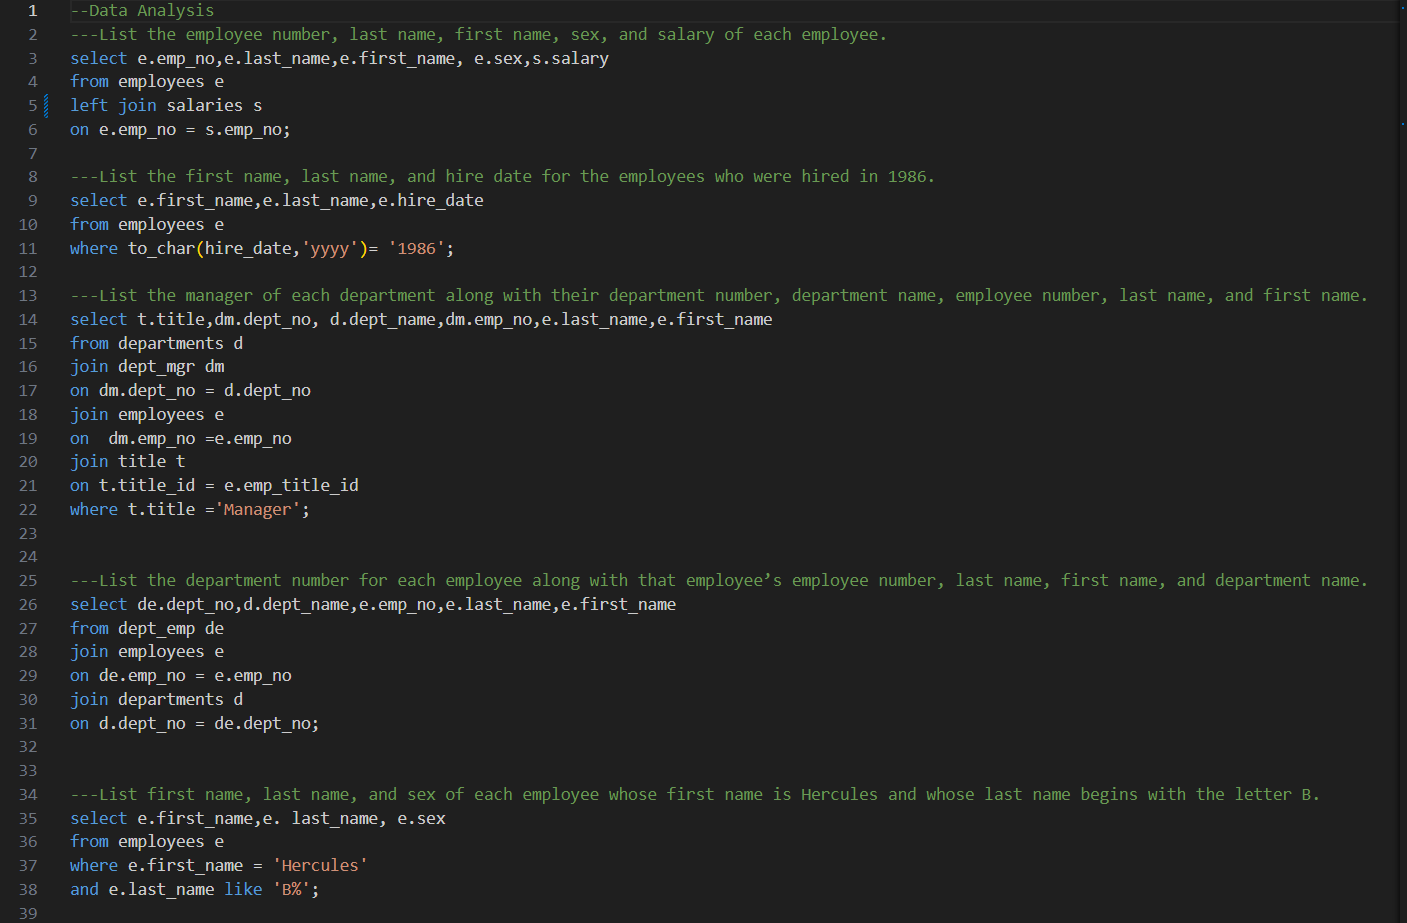 1 --Data Analysis
2 ---List the employee number, last name, first name, sex, and salary of each employee.
3 select e.emp_no,e.last_name,e.first_name, e.sex,s.salary
4 from employees e
5 left join salaries s
6 on e.emp_no = s.emp_no;
7
8 ---List the first name, last name, and hire date for the employees who were hired in 1986.
9 select e.first_name,e.last_name,e.hire_date
10 from employees e
11 where to_char(hire_date,'yyyy')= '1986';
12
13 ---List the manager of each department along with their department number, department name, employee number, last name, and first name.
14 select t.title,dm.dept_no, d.dept_name,dm.emp_no,e.last_name,e.first_name
15 from departments d
16 join dept_mgr dm
17 on dm.dept_no = d.dept_no
18 join employees e
19 on  dm.emp_no =e.emp_no
20 join title t
21 on t.title_id = e.emp_title_id
22 where t.title ='Manager';
23
24
25 ---List the department number for each employee along with that employee’s employee number, last name, first name, and department name.
26 select de.dept_no,d.dept_name,e.emp_no,e.last_name,e.first_name
27 from dept_emp de
28 join employees e
29 on de.emp_no = e.emp_no
30 join departments d
31 on d.dept_no = de.dept_no;
32
33
34 ---List first name, last name, and sex of each employee whose first name is Hercules and whose last name begins with the letter B.
35 select e.first_name,e. last_name, e.sex
36 from employees e
37 where e.first_name = 'Hercules'
38 and e.last_name like 'B%';
39